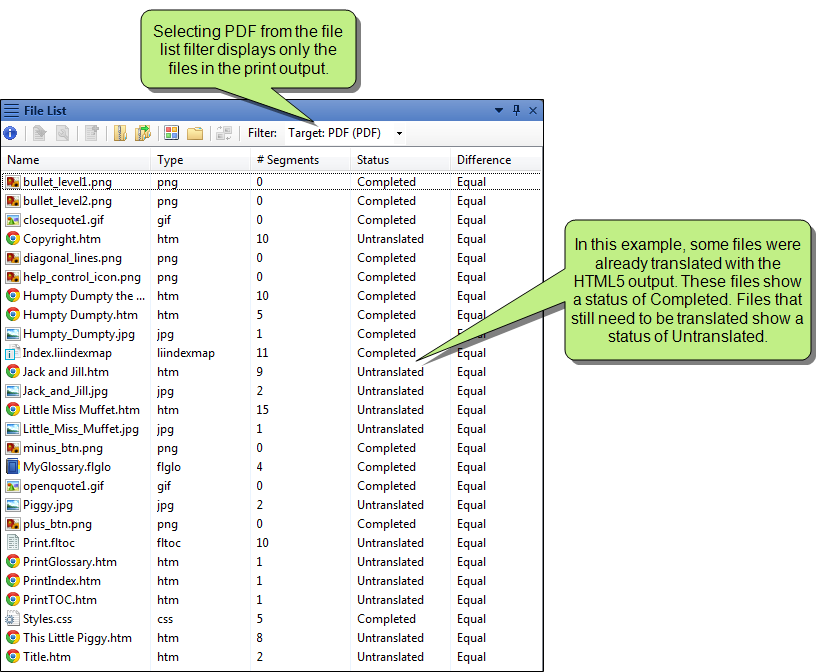 Selecting PDF from the file
list filter displays only the
files in the print output.
File List
Filter: Target: PDF (PDF)
Name Type # Segments Status Difference
bullet_level1.png png 0 Completed Equal
bullet_level2.png png 0 Completed Equal
closequote1.gif gif 0 Completed Equal
Copyright.htm htm 10 Untranslated Equal
diagonal_lines.png png 0 Completed Equal
help_control_icon.png png 0 Completed Equal
Humpty Dumpty the ... htm 10 Completed Equal
Humpty Dumpty.htm htm 5 Completed Equal
Humpty_Dumpty.jpg jpg 1 Completed Equal
Index.liindexmap liindexmap 11 Completed Equal
Jack and Jill.htm htm 9 Untranslated Equal
Jack_and_Jill.jpg jpg 2 Untranslated Equal
Little Miss Muffet.htm htm 15 Untranslated Equal
Little_Miss_Muffet.jpg jpg 1 Untranslated Equal
minus_btn.png png 0 Completed Equal
MyGlossary.flglo flglo 4 Completed Equal
openquote1.gif gif 0 Completed Equal
Piggy.jpg jpg 2 Untranslated Equal
plus_btn.png png 0 Completed Equal
Print.fltoc fltoc 10 Untranslated Equal
PrintGlossary.htm htm 1 Untranslated Equal
PrintIndex.htm htm 1 Untranslated Equal
PrintTOC.htm htm 1 Untranslated Equal
Styles.css css 5 Completed Equal
This Little Piggy.htm htm 8 Untranslated Equal
Title.htm htm 2 Untranslated Equal
In this example, some files were
already translated with the
HTML5 output. These files show
a status of Completed. Files that
still need to be translated show a
status of Untranslated.